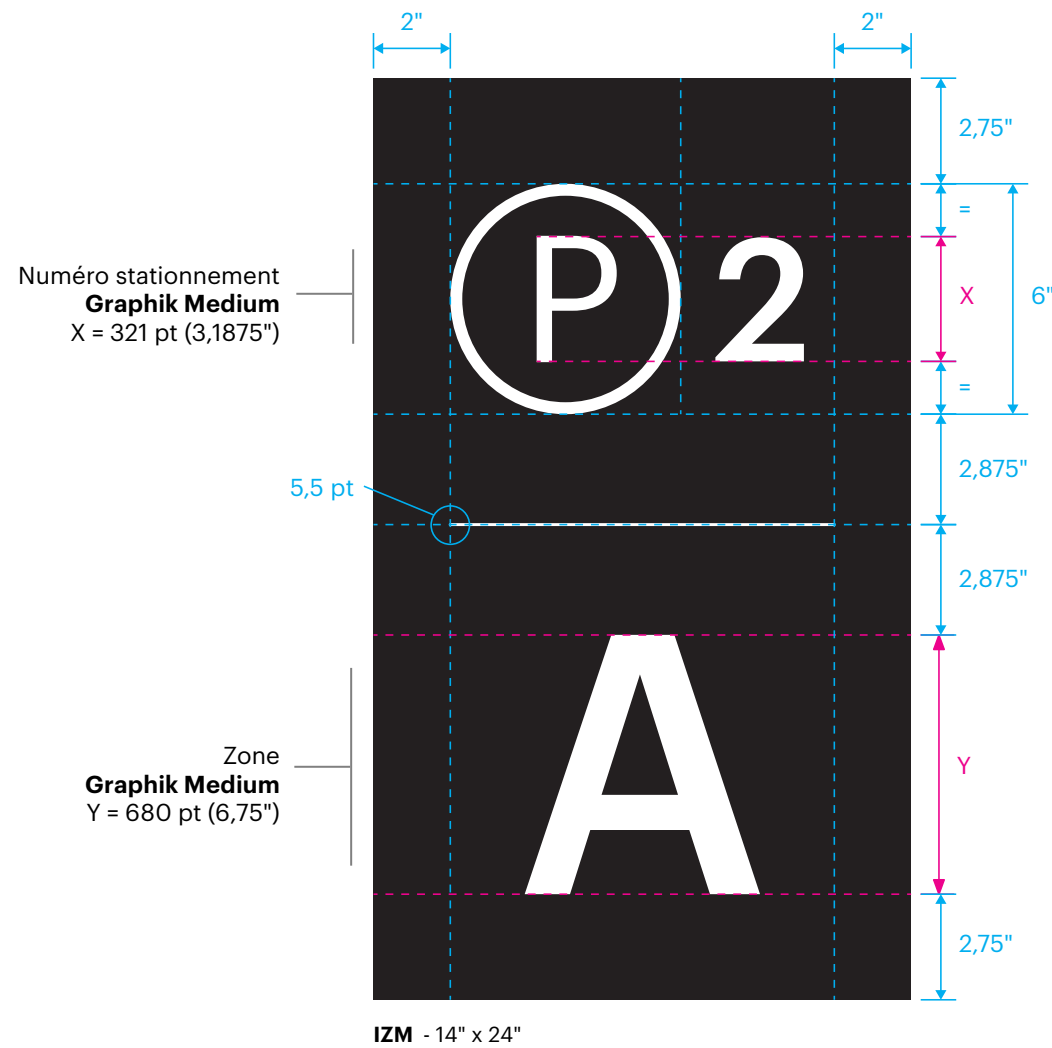 2"
2"
2,75"
=
P 2
Numéro stationnement
Graphik Medium
X = 321 pt (3,1875")
X
6"
=
2,875"
5,5 pt
2,875"
A
Zone
Graphik Medium
Y = 680 pt (6,75")
Y
2,75"
IZM - 14" x 24"